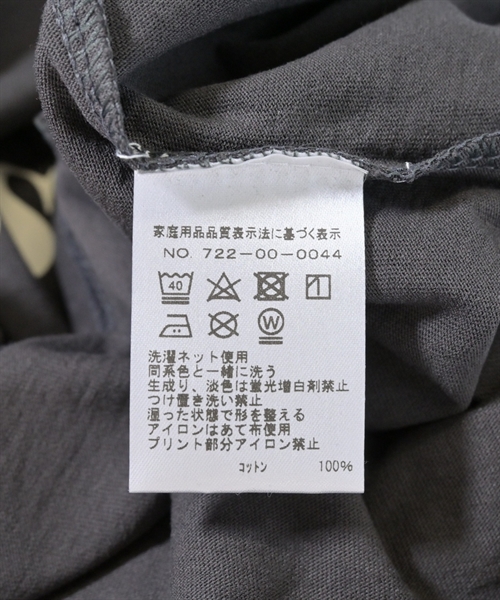 家庭用品品質表示法に基づく表示
NO. 722-00-0044
40
W
洗濯ネット使用
同系色と一緒に洗う
生成り、淡色は蛍光増白剤禁止
つけ置き洗い禁止
湿った状態で形を整える
アイロンはあて布使用
プリント部分アイロン禁止
コットン 100%